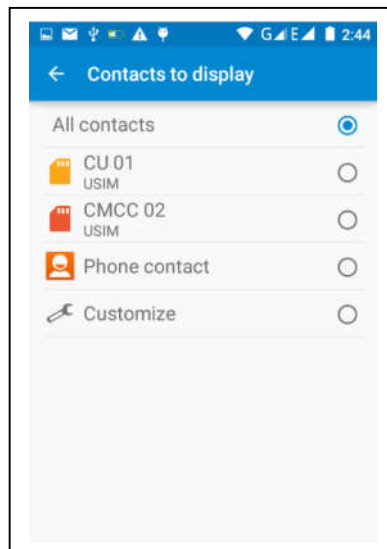 G E 2:44
Contacts to display
All contacts
CU 01
USIM
CMCC 02
USIM
Phone contact
Customize